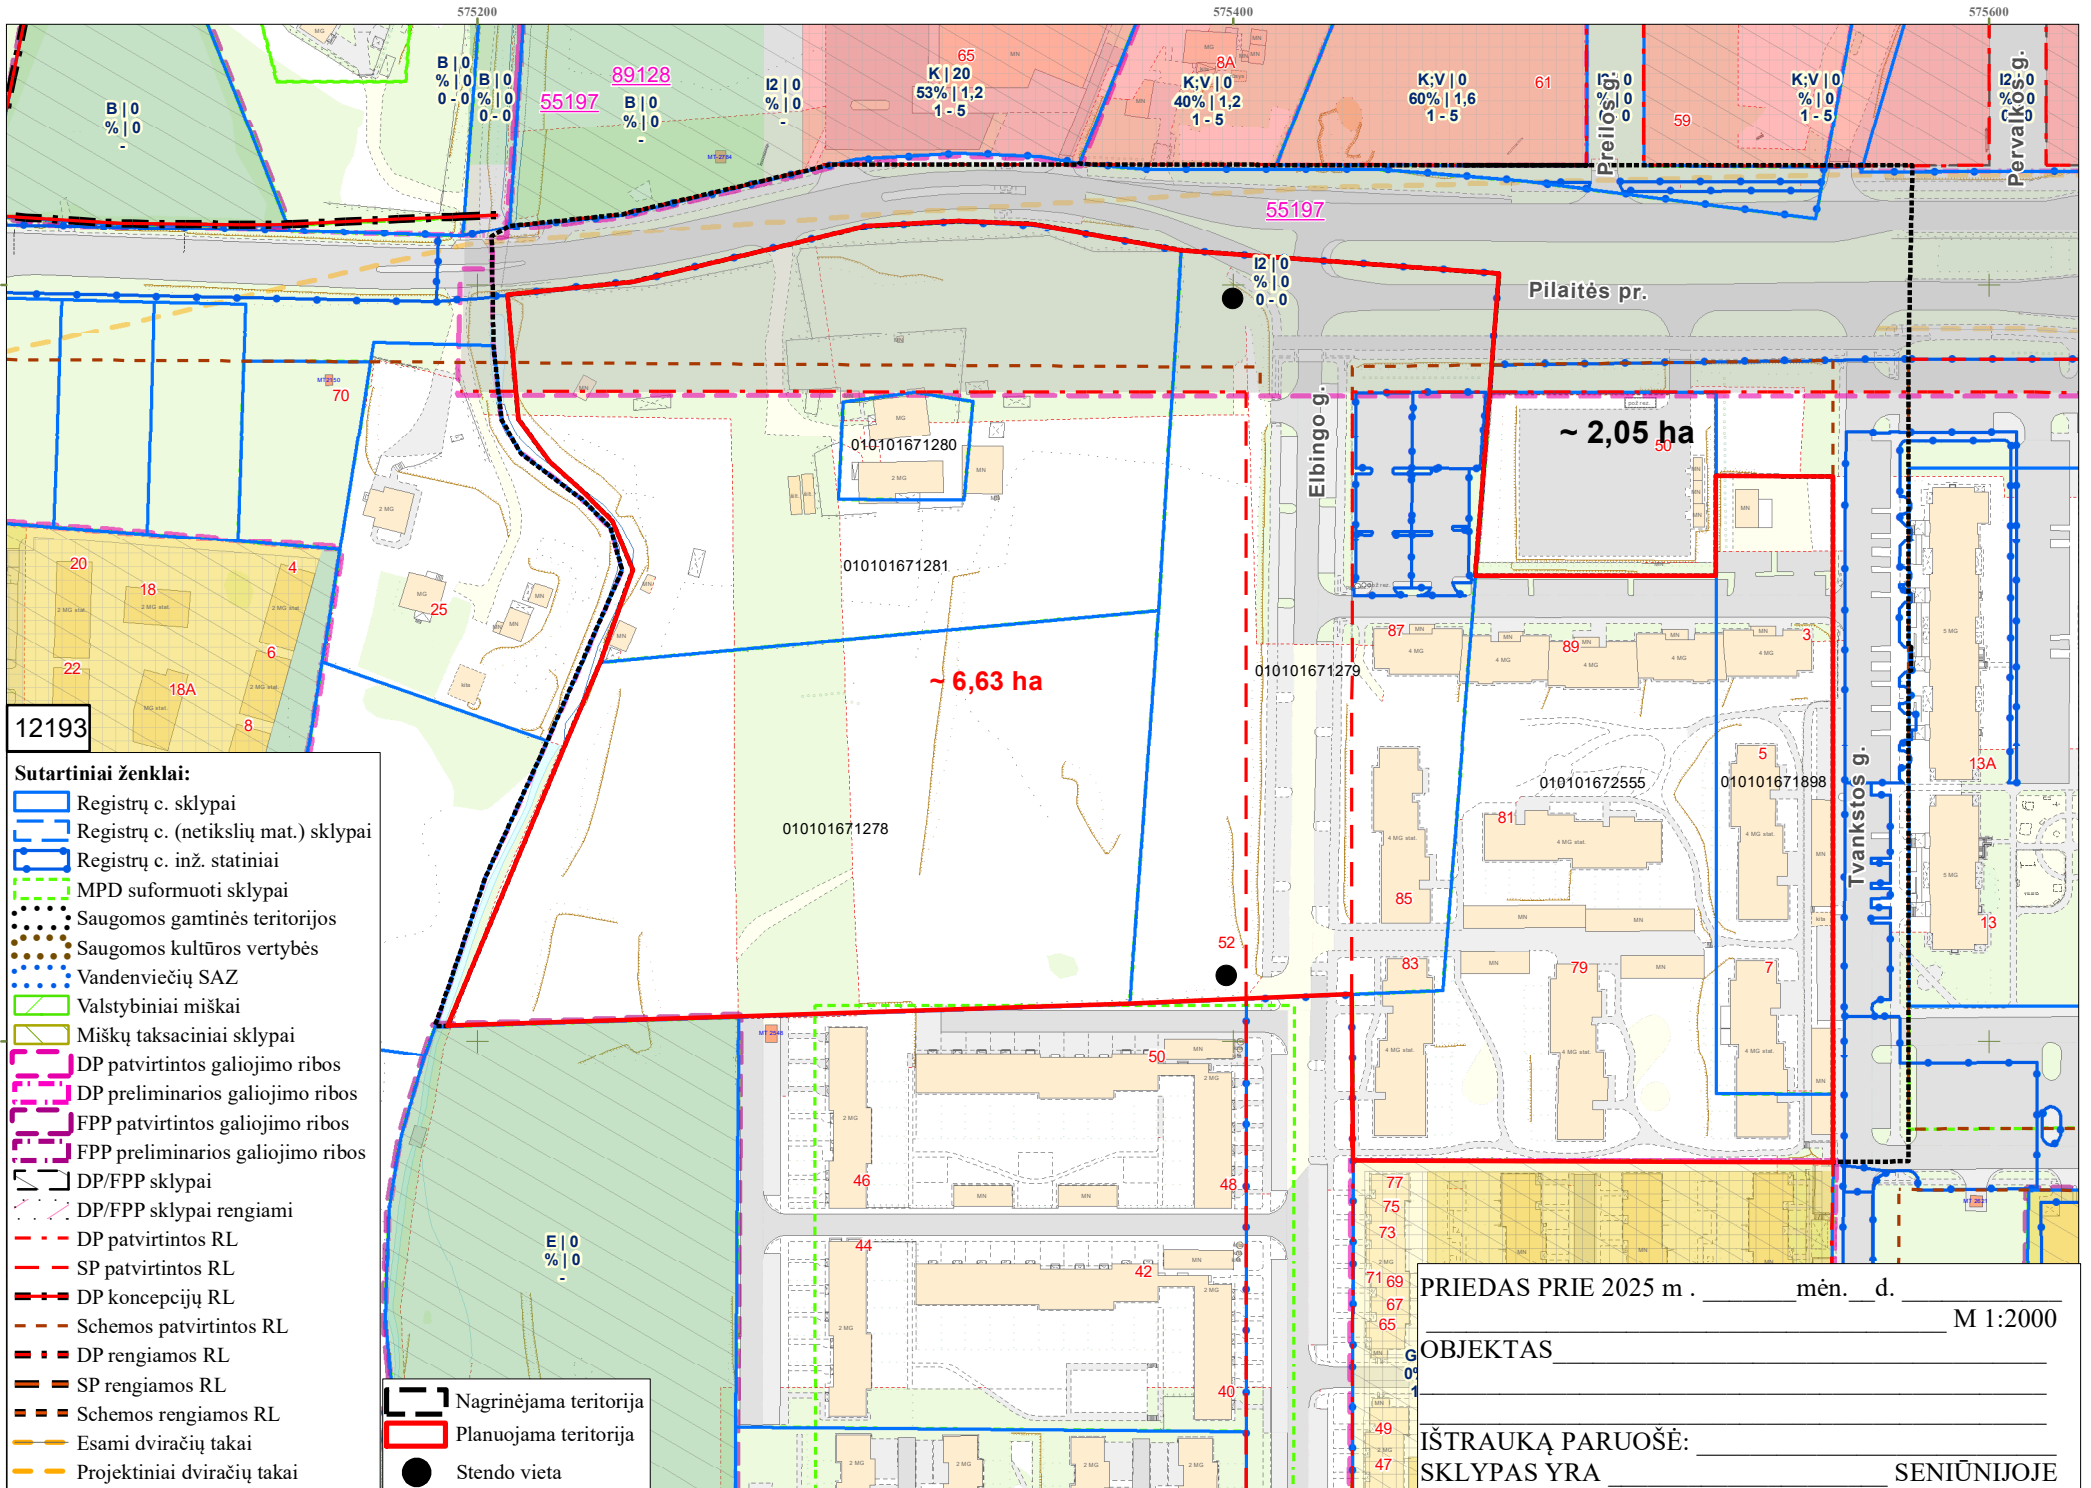 575200
575400
575600
B | 0
% | 0
-
B | 0
% | 0
0 - 0
B | 0
% | 0
0 - 0
89128
55197
B | 0
% | 0
-
I2 | 0
% | 0
-
65
K | 20
53% | 1,2
1 - 5
8A
K;V | 0
40% | 1,2
1 - 5
K;V | 0
60% | 1,6
1 - 5
61
Preilos g.
59
K;V | 0
% | 0
1 - 5
Pervalkos g.
MT-2784
55197
I2 | 0
% | 0
0 - 0
Pilaitės pr.
70
Elbingo g.
~ 2,05 ha
50
010101671280
010101671281
20
18
4
25
6
22
18A
8
87
89
3
010101671279
~ 6,63 ha
12193
5
010101672555
010101671898
13A
Tvankstos g.
010101671278
81
85
13
52
83
79
7
50
46
48
44
42
40
77
75
73
71
69
67
65
49
47
E | 0
% | 0
-
Sutartiniai ženklai:
Registrų c. sklypai
Registrų c. (netikslių mat.) sklypai
Registrų c. inž. statiniai
MPD suformuoti sklypai
Saugomos gamtinės teritorijos
Saugomos kultūros vertybės
Vandenviečių SAZ
Valstybiniai miškai
Miškų taksaciniai sklypai
DP patvirtintos galiojimo ribos
DP preliminarios galiojimo ribos
FPP patvirtintos galiojimo ribos
FPP preliminarios galiojimo ribos
DP/FPP sklypai
DP/FPP sklypai rengiami
DP patvirtintos RL
SP patvirtintos RL
DP koncepcijų RL
Schemos patvirtintos RL
DP rengiamos RL
SP rengiamos RL
Schemos rengiamos RL
Esami dviračių takai
Projektiniai dviračių takai
Nagrinėjama teritorija
Planuojama teritorija
Stendo vieta
PRIEDAS PRIE 2025 m . _______mėn.__d. ____________
M 1:2000
OBJEKTAS
IŠTRAUKĄ PARUOŠĖ:
SKLYPAS YRA ____________________ SENIŪNIJOJE